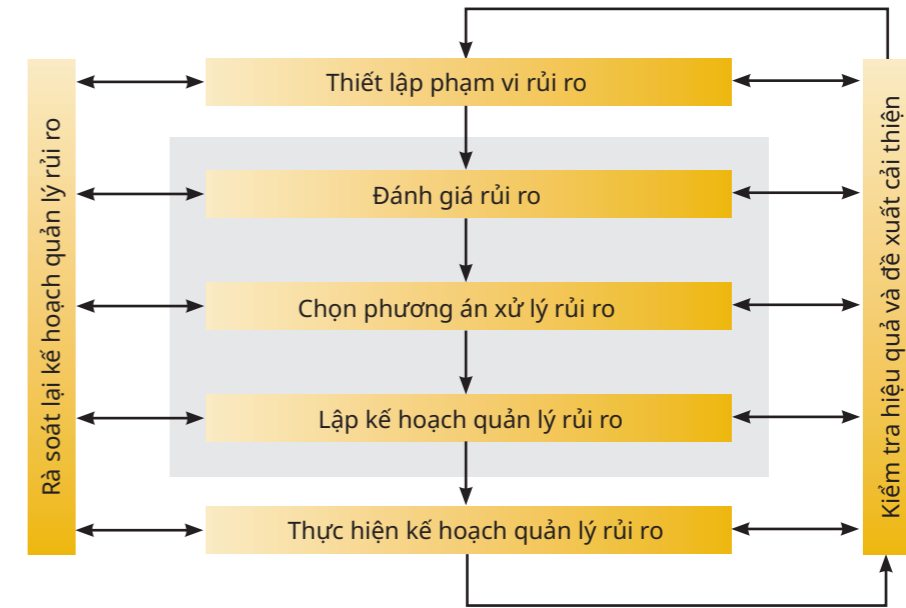 Thiết lập phạm vi rủi ro
Đánh giá rủi ro
Chọn phương án xử lý rủi ro
Lập kế hoạch quản lý rủi ro
Thực hiện kế hoạch quản lý rủi ro
Rà soát lại kế hoạch quản lý rủi ro
Kiểm tra hiệu quả và đề xuất cải thiện